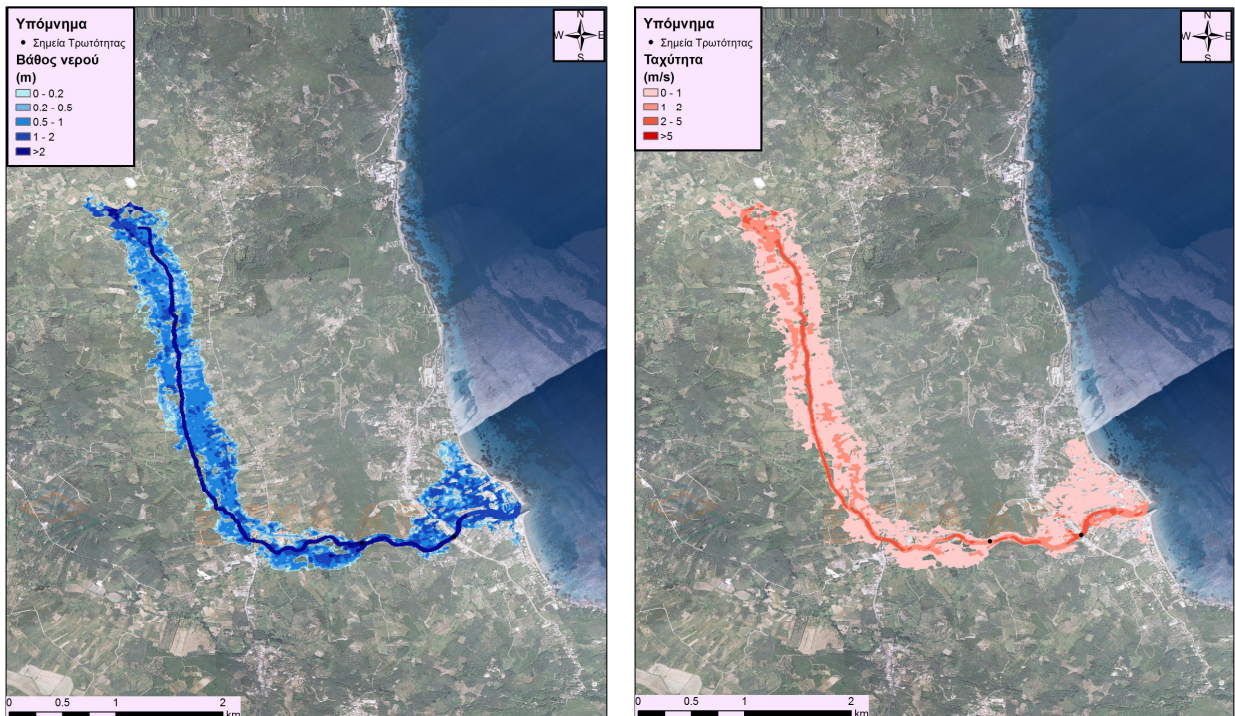 Υπόμνημα
• Σημεία Τρωτότητας
Βάθος νερού
(m)
0 - 0.2
0.2 - 0.5
0.5 - 1
1 - 2
>2
N
W E
S
0 0.5 1 2
km
Υπόμνημα
• Σημεία Τρωτότητας
Ταχύτητα
(m/s)
0 - 1
1 2
2 - 5
>5
N
W E
S
0 0.5 1 2
km